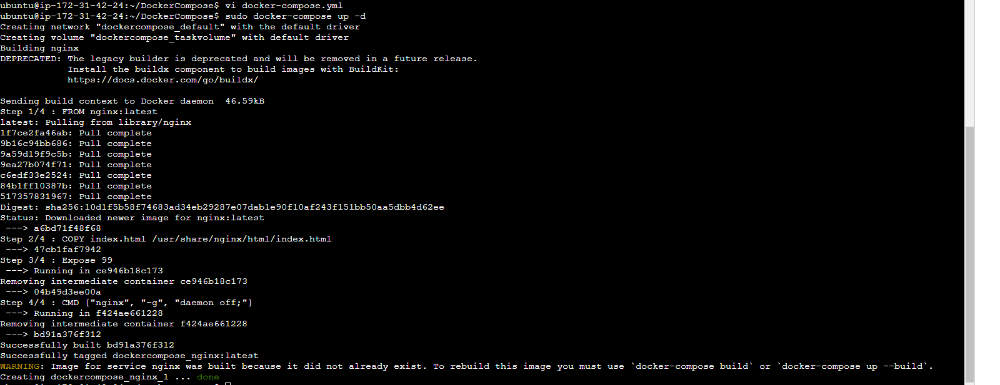 ubuntu@ip-172-31-42-24:~/DockerCompose$ vi docker-compose.yml
ubuntu@ip-172-31-42-24:~/DockerCompose$ sudo docker-compose up -d
Creating network "dockercompose_default" with the default driver
Creating volume "dockercompose_taskvolume" with default driver
Building nginx
DEPRECATED: The legacy builder is deprecated and will be removed in a future release.
            Install the buildx component to build images with BuildKit:
            https://docs.docker.com/go/buildx/

Sending build context to Docker daemon  46.59kB
Step 1/4 : FROM nginx:latest
latest: Pulling from library/nginx
1f7ce2fa46ab: Pull complete
9b16c94bb686: Pull complete
9a59d19f9c5b: Pull complete
9ea27b074f71: Pull complete
c6edf33e2524: Pull complete
84b1ff10387b: Pull complete
517357831967: Pull complete
Digest: sha256:10d1f5b58f74683ad34eb29287e07dab1e90f10af243f151bb50aa5dbb4d62ee
Status: Downloaded newer image for nginx:latest
 ---> a6bd71f48f68
Step 2/4 : COPY index.html /usr/share/nginx/html/index.html
 ---> 47cb1faf7942
Step 3/4 : Expose 99
 ---> Running in ce946b18c173
Removing intermediate container ce946b18c173
 ---> 04b49d3ee00a
Step 4/4 : CMD ["nginx", "-g", "daemon off;"]
 ---> Running in f424ae661228
Removing intermediate container f424ae661228
 ---> bd91a376f312
Successfully built bd91a376f312
Successfully tagged dockercompose_nginx:latest
WARNING: Image for service nginx was built because it did not already exist. To rebuild this image you must use `docker-compose build` or `docker-compose up --build`.
Creating dockercompose_nginx_1 ... done